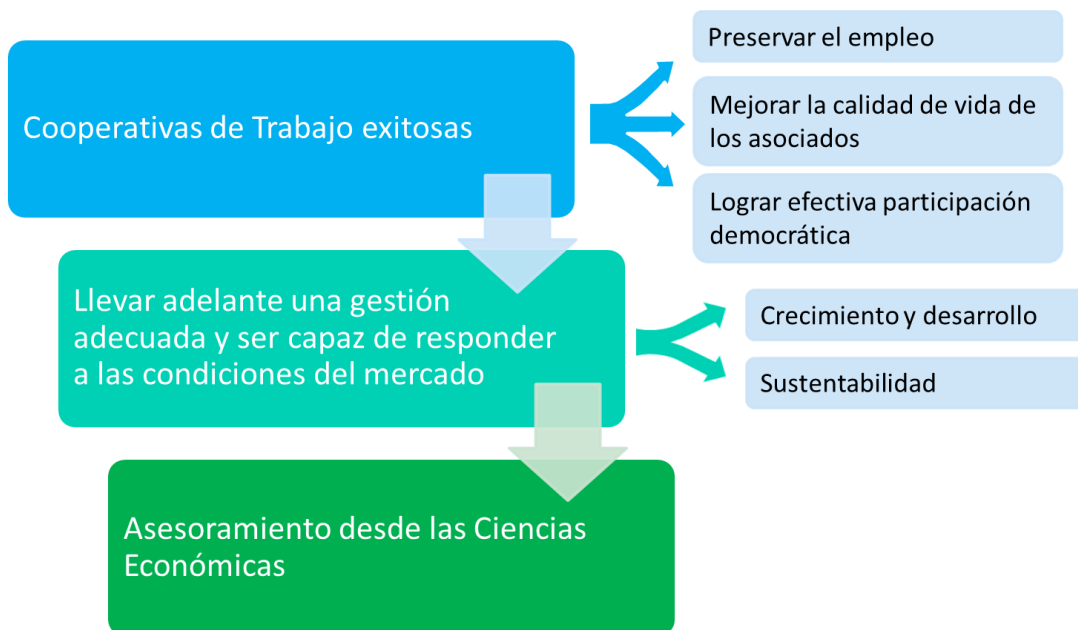 Cooperativas de Trabajo exitosas
Preservar el empleo
Mejorar la calidad de vida de
los asociados
Lograr efectiva participación
democrática
Llevar adelante una gestión
adecuada y ser capaz de responder
a las condiciones del mercado
Crecimiento y desarrollo
Sustentabilidad
Asesoramiento desde las Ciencias
Económicas